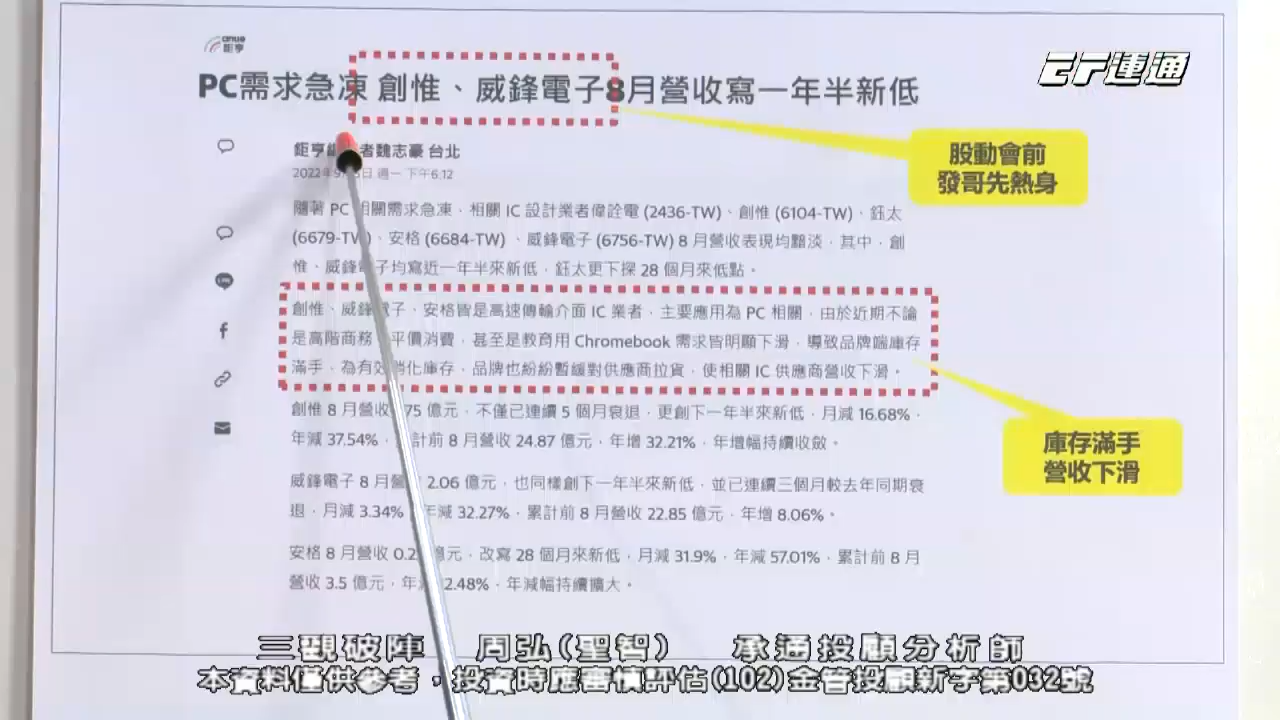 anue
鉅亨
EF運通
PC需求急凍 創惟、威鋒電子8月營收寫一年半新低
股動會前
發哥先熱身
鉅亨 者魏志豪 台北
2022年9 日 週一 下午6:12
隨著 PC 相關需求急凍，相關 IC 設計業者偉詮電 (2436-TW)、創惟 (6104-TW)、鈺太
(6679-TW)、安格 (6684-TW) 、威鋒電子 (6756-TW) 8 月營收表現均黯淡，其中，創
惟、威鋒電子均寫近一年半來新低，鈺太更下探 28 個月來低點。
創惟、威鋒電子、安格皆是高速傳輸介面 IC 業者，主要應用為 PC 相關，由於近期不論
是高階商務 平價消費，甚至是教育用 Chromebook 需求皆明顯下滑，導致品牌端庫存
滿手，為有效消化庫存，品牌也紛紛暫緩對供應商拉貨，使相關 IC 供應商營收下滑。
庫存滿手
營收下滑
創惟 8 月營收 75 億元，不僅已連續 5 個月衰退，更創下一年半來新低，月減 16.68%，
年減 37.54%， 計前 8 月營收 24.87 億元，年增 32.21%，年增幅持續收斂。
威鋒電子 8 月營 2.06 億元，也同樣創下一年半來新低，並已連續三個月較去年同期衰
退，月減 3.34% 年減 32.27%，累計前 8 月營收 22.85 億元，年增 8.06%。
安格 8 月營收 0.2 億元，改寫 28 個月來新低，月減 31.9%，年減 57.01%，累計前 8 月
營收 3.5 億元，年 2.48%，年減幅持續擴大。
三觀破陣 周弘(聖智) 承通投顧分析師
本資料僅供參考，投資時應審慎評估(102)金管投顧新字第032號